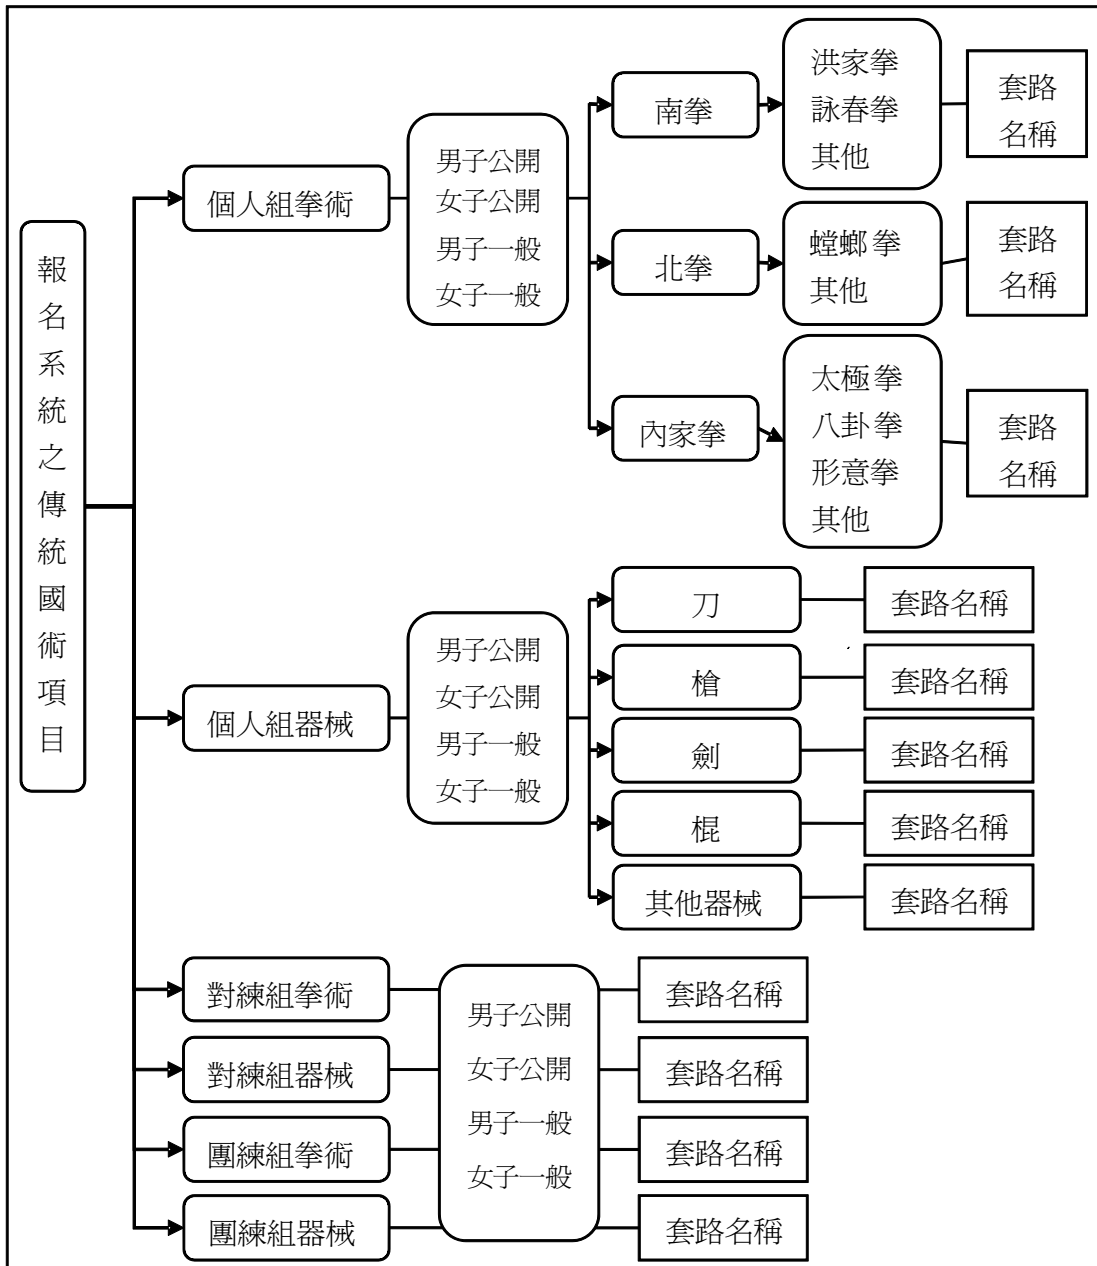 報名系統之傳統國術項目
個人組拳術
男子公開
女子公開
男子一般
女子一般
南拳
洪家拳
詠春拳
其他
套路
名稱
北拳
螳螂拳
其他
套路
名稱
內家拳
太極拳
八卦拳
形意拳
其他
套路
名稱
個人組器械
男子公開
女子公開
男子一般
女子一般
刀
套路名稱
槍
套路名稱
劍
套路名稱
棍
套路名稱
其他器械
套路名稱
對練組拳術
對練組器械
團練組拳術
團練組器械
男子公開
女子公開
男子一般
女子一般
套路名稱
套路名稱
套路名稱
套路名稱